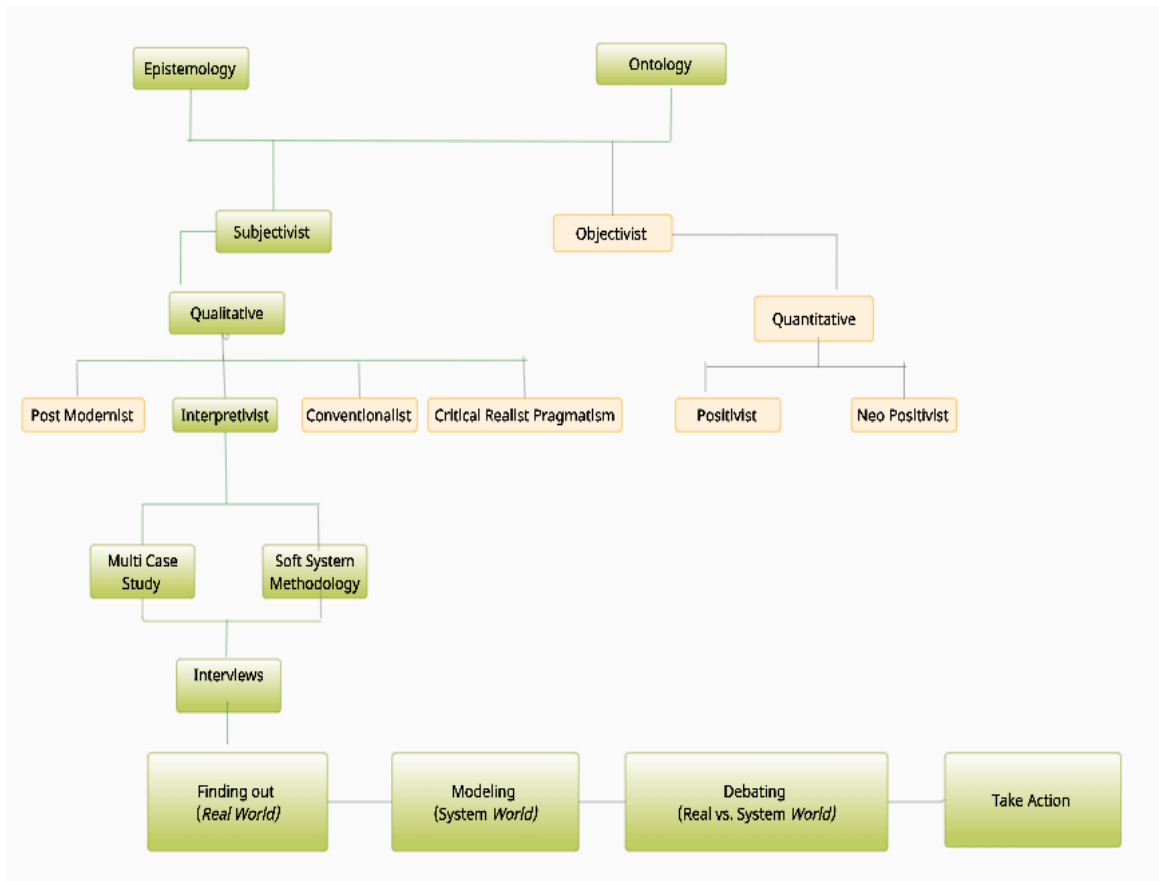 Epistemology
Ontology
Subjectivist
Objectivist
Qualitative
Quantitative
Post Modernist
Interpretivist
Conventionalist
Critical Realist Pragmatism
Positivist
Neo Positivist
Multi Case
Study
Soft System
Methodology
Interviews
Finding out
(Real World)
Modeling
(System World)
Debating
(Real vs. System World)
Take Action